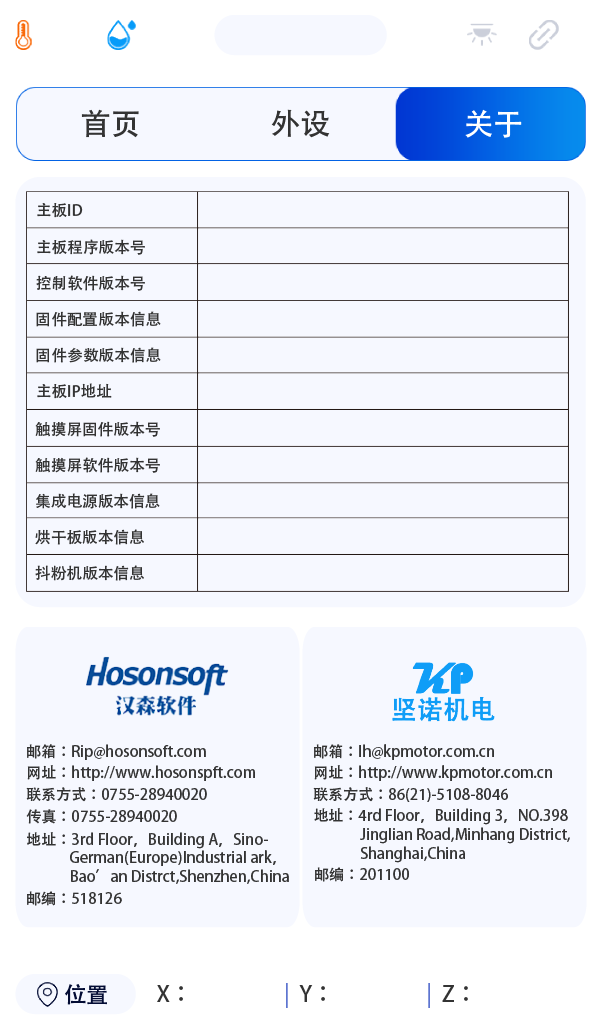 首页 外设 关于
主板ID
主板程序版本号
控制软件版本号
固件配置版本信息
固件参数版本信息
主板IP地址
触摸屏固件版本号
触摸屏软件版本号
集成电源版本信息
烘干板版本信息
抖粉机版本信息
Hosonsoft
汉森软件
邮箱：Rip@hosonsoft.com
网址：http://www.hosonspft.com
联系方式：0755-28940020
传真：0755-28940020
地址：3rd Floor，Building A，Sino-
German(Europe)Industrial ark,
Bao’an Distrct,Shenzhen,China
邮编：518126
KP
坚诺机电
邮箱：lh@kpmotor.com.cn
网址：http://www.kpmotor.com.cn
联系方式：86(21)-5108-8046
地址：4rd Floor，Building 3，NO.398
Jinglian Road,Minhang District,
Shanghai,China
邮编：201100
位置 X： Y： Z：